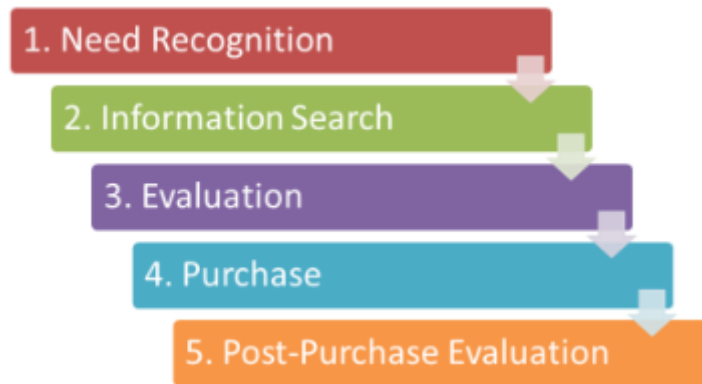 1. Need Recognition
2. Information Search
3. Evaluation
4. Purchase
5. Post-Purchase Evaluation